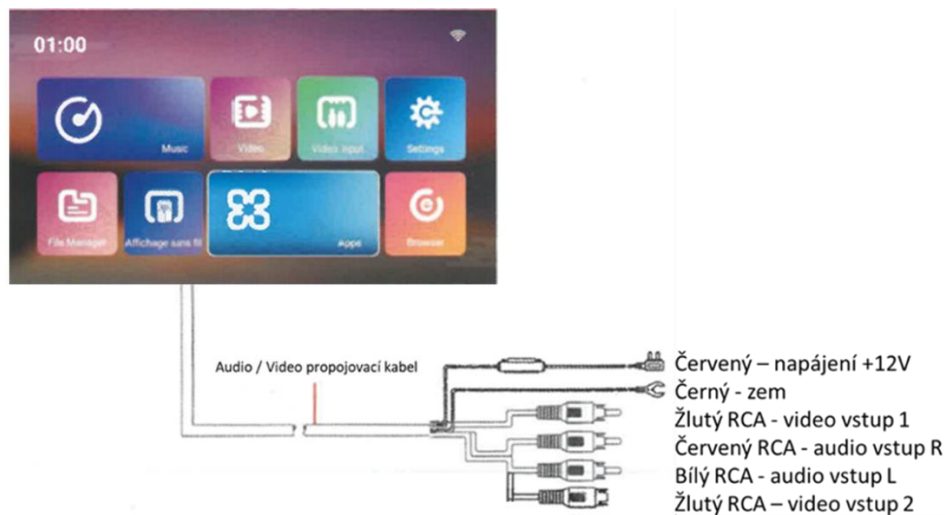 01:00
Music
Video
Video input
Settings
File Manager
Affichage sans fil
Apps
Browser
Audio / Video propojovací kabel
Červený – napájení +12V
Černý - zem
Žlutý RCA - video vstup 1
Červený RCA - audio vstup R
Bílý RCA - audio vstup L
Žlutý RCA – video vstup 2